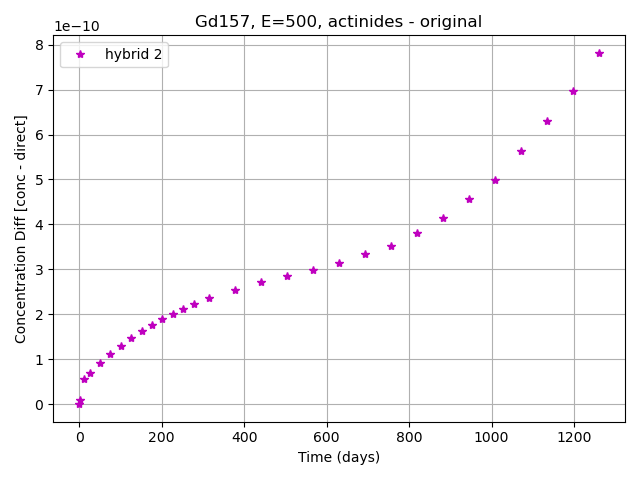 Gd157, E=500, actinides - original
1e−10
hybrid 2
8
7
6
5
4
3
2
1
0
Concentration Diff [conc - direct]
0 200 400 600 800 1000 1200
Time (days)